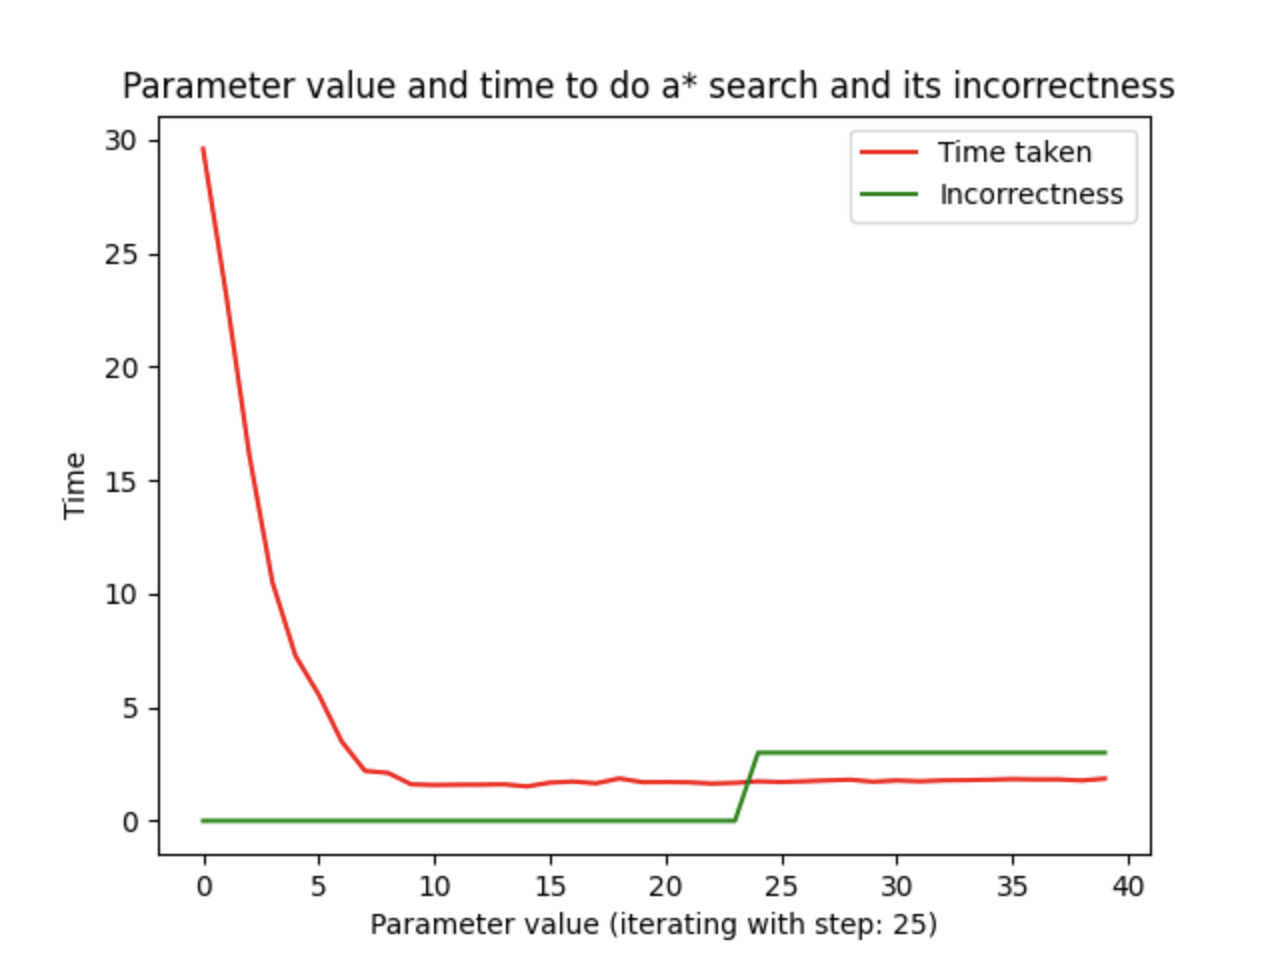 Parameter value and time to do a* search and its incorrectness
30
25
20
15
10
5
0
Time
Time taken
Incorrectness
0 5 10 15 20 25 30 35 40
Parameter value (iterating with step: 25)